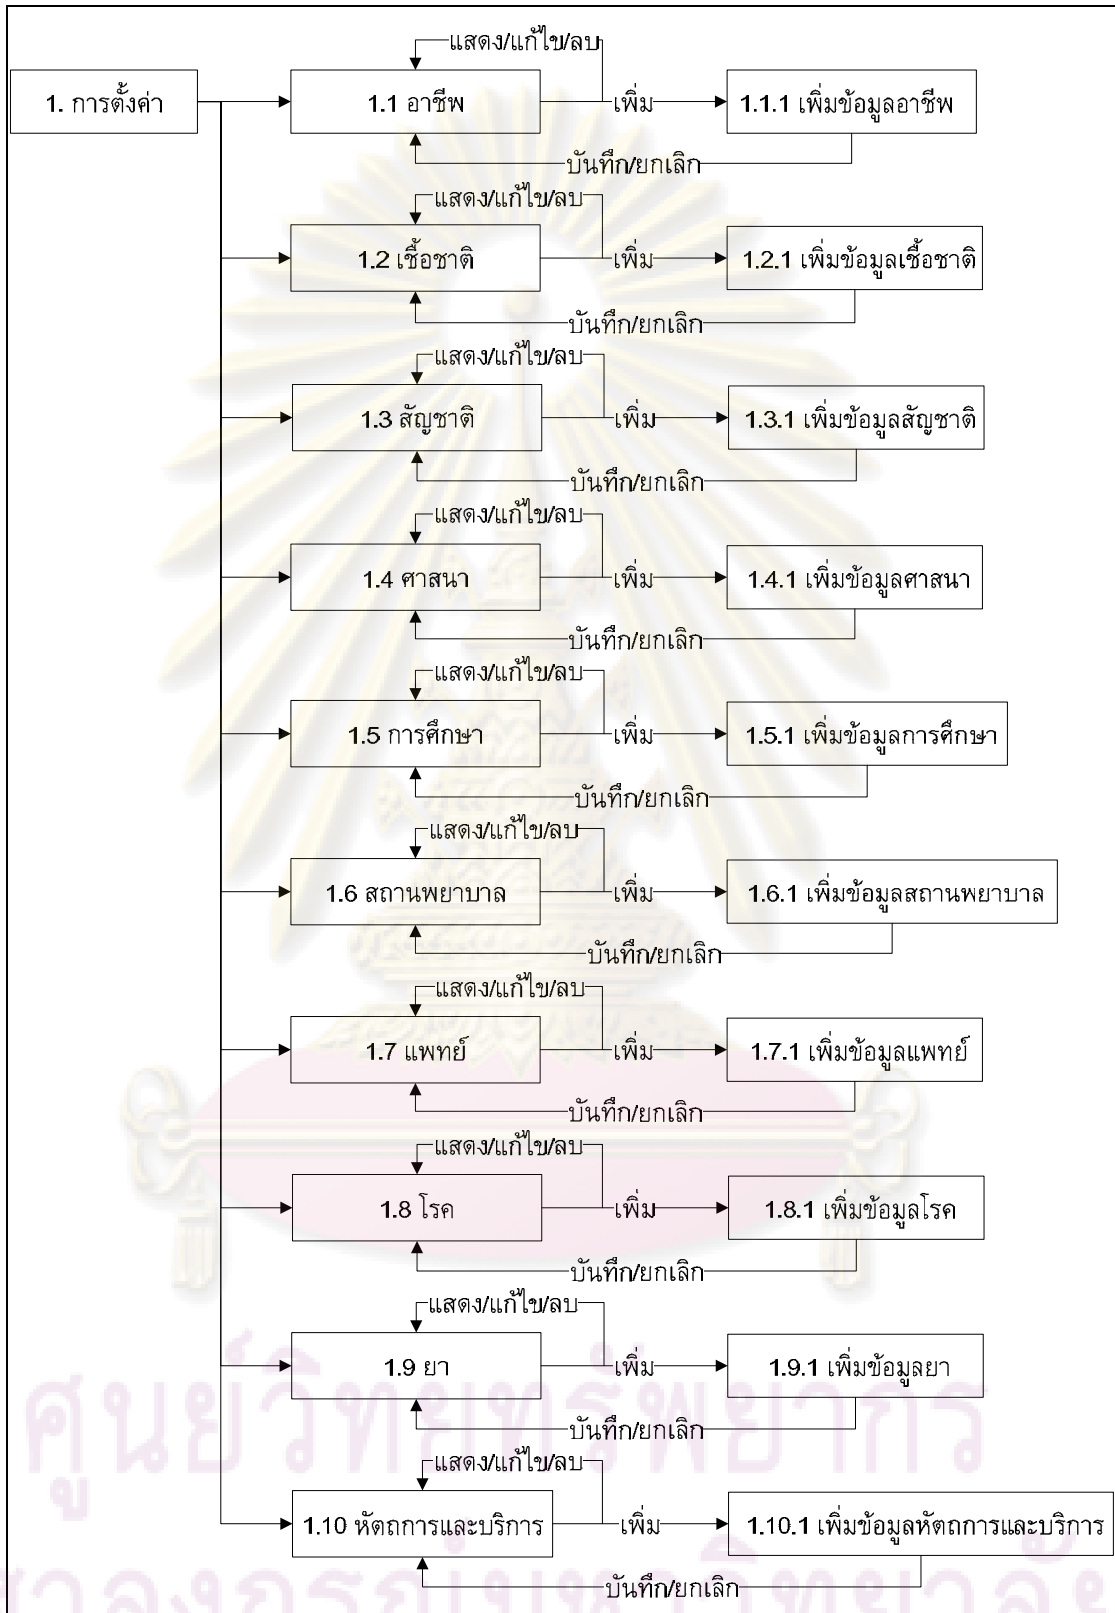 แสดง/แก้ไข/ลบ
1. การตั้งค่า
1.1 อาชีพ
เพิ่ม
1.1.1 เพิ่มข้อมูลอาชีพ
บันทึก/ยกเลิก
แสดง/แก้ไข/ลบ
1.2 เชื้อชาติ
เพิ่ม
1.2.1 เพิ่มข้อมูลเชื้อชาติ
บันทึก/ยกเลิก
แสดง/แก้ไข/ลบ
1.3 สัญชาติ
เพิ่ม
1.3.1 เพิ่มข้อมูลสัญชาติ
บันทึก/ยกเลิก
แสดง/แก้ไข/ลบ
1.4 ศาสนา
เพิ่ม
1.4.1 เพิ่มข้อมูลศาสนา
บันทึก/ยกเลิก
แสดง/แก้ไข/ลบ
1.5 การศึกษา
เพิ่ม
1.5.1 เพิ่มข้อมูลการศึกษา
บันทึก/ยกเลิก
แสดง/แก้ไข/ลบ
1.6 สถานพยาบาล
เพิ่ม
1.6.1 เพิ่มข้อมูลสถานพยาบาล
บันทึก/ยกเลิก
แสดง/แก้ไข/ลบ
1.7 แพทย์
เพิ่ม
1.7.1 เพิ่มข้อมูลแพทย์
บันทึก/ยกเลิก
แสดง/แก้ไข/ลบ
1.8 โรค
เพิ่ม
1.8.1 เพิ่มข้อมูลโรค
บันทึก/ยกเลิก
แสดง/แก้ไข/ลบ
1.9 ยา
เพิ่ม
1.9.1 เพิ่มข้อมูลยา
บันทึก/ยกเลิก
ศูนย์วิทยทรัพยากร
แสดง/แก้ไข/ลบ
1.10 หัตถการและบริการ
เพิ่ม
1.10.1 เพิ่มข้อมูลหัตถการและบริการ
บันทึก/ยกเลิก